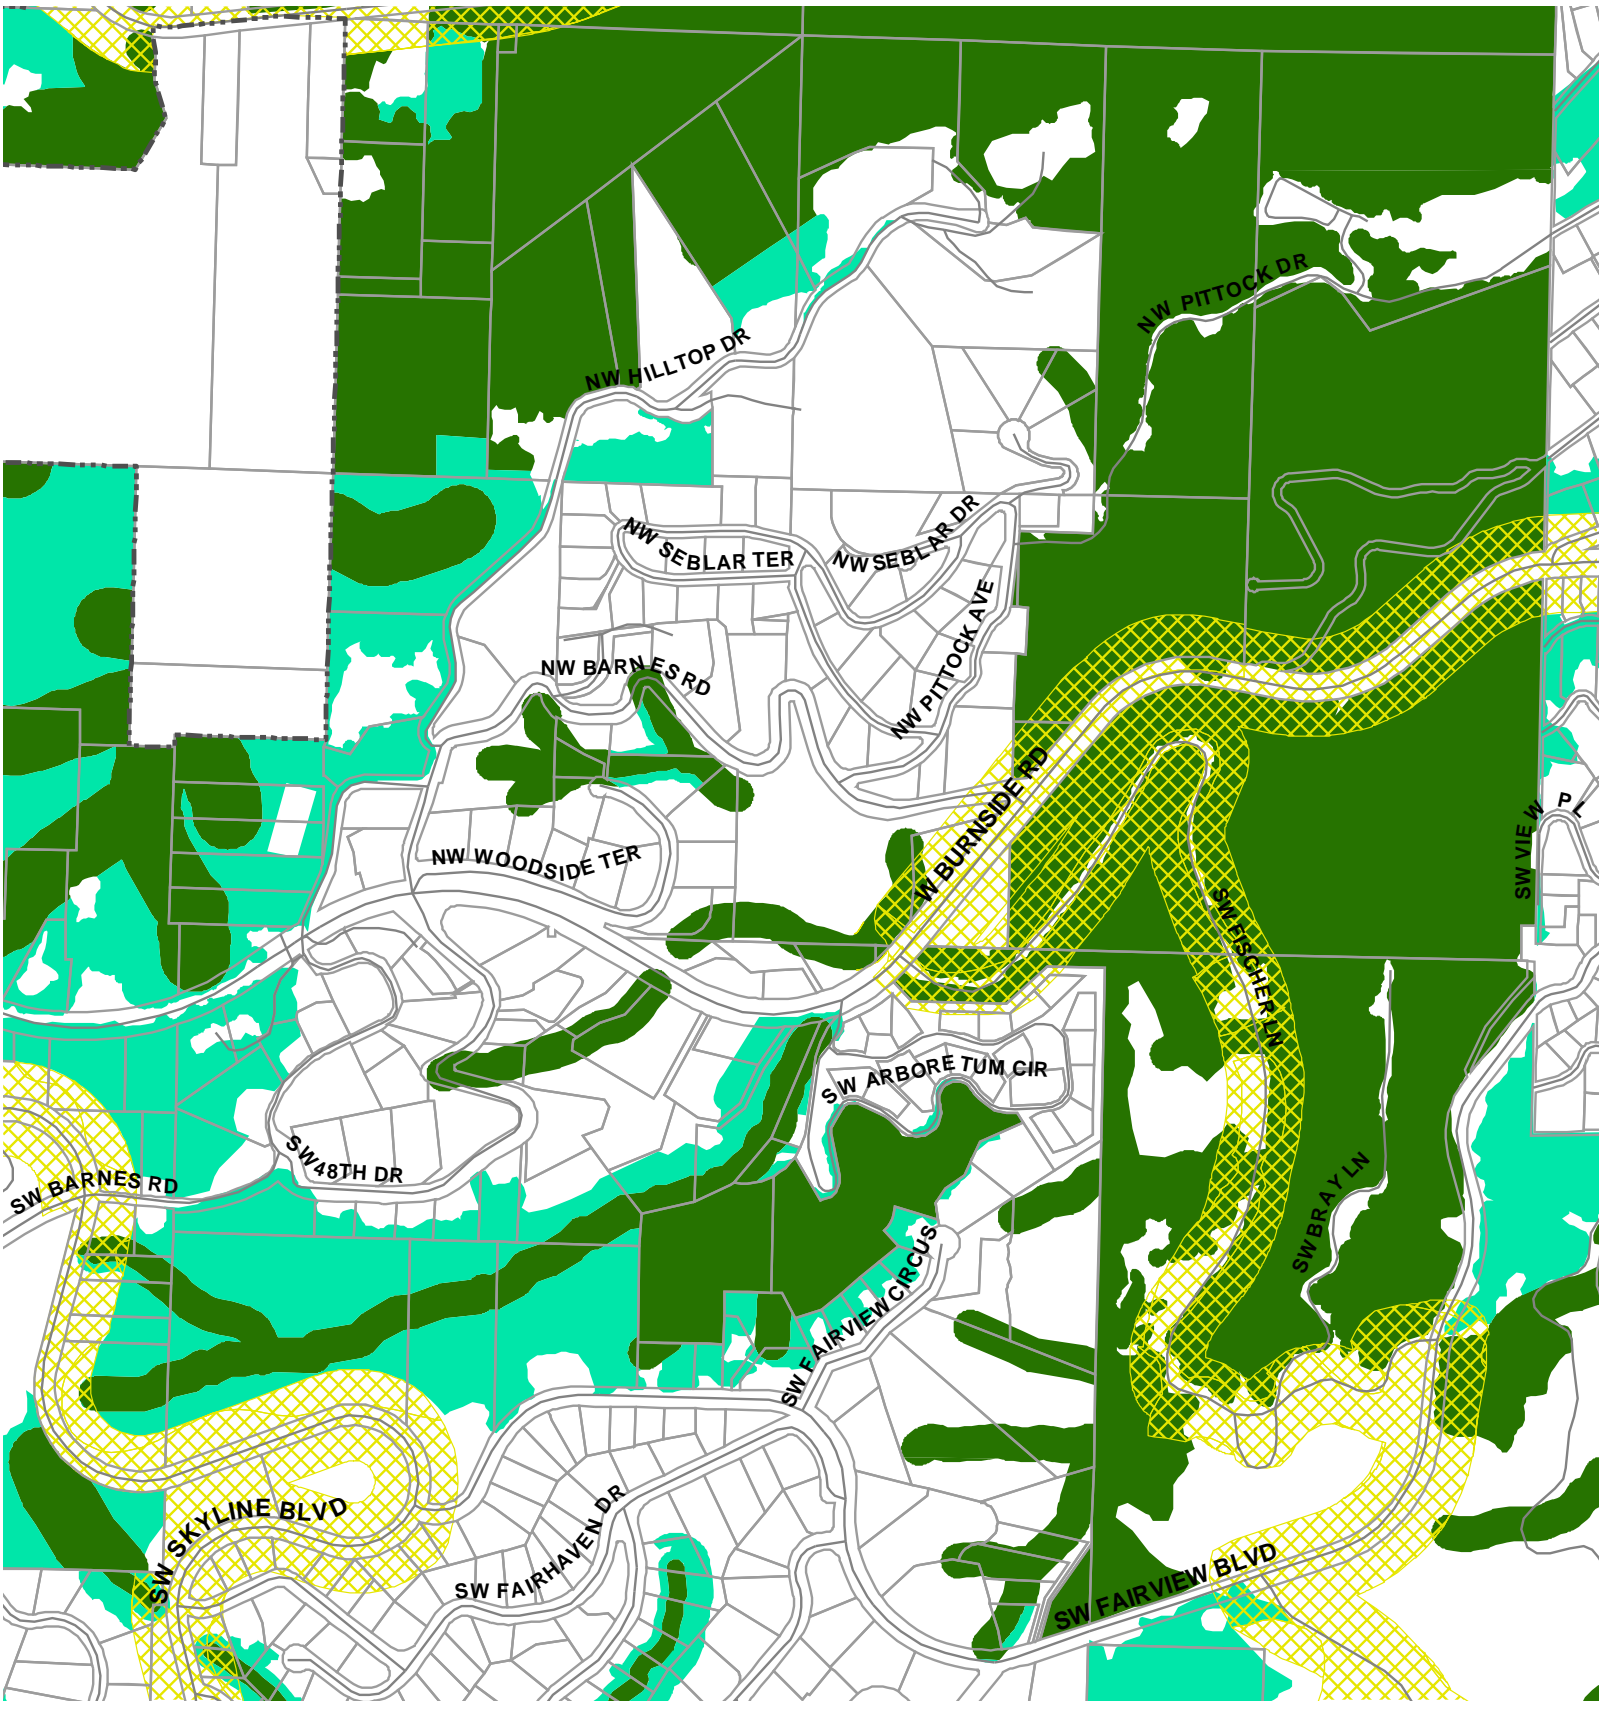 NW PITTOCK DR
NW HILLTOP DR
NW SEBLAR DR
NW SEBLAR TER
NW PITTOCK AVE
NW BARNES RD
W BURNSIDE RD
SW VIEW PL
NW WOODSIDE TER
SW FISCHER LN
SW ARBORETUM CIR
SW 48TH DR
SW BARNES RD
SW BRAY LN
SW FAIRVIEW CIRCUS
SW SKYLINE BLVD
SW FAIRHAVEN DR
SW FAIRVIEW BLVD